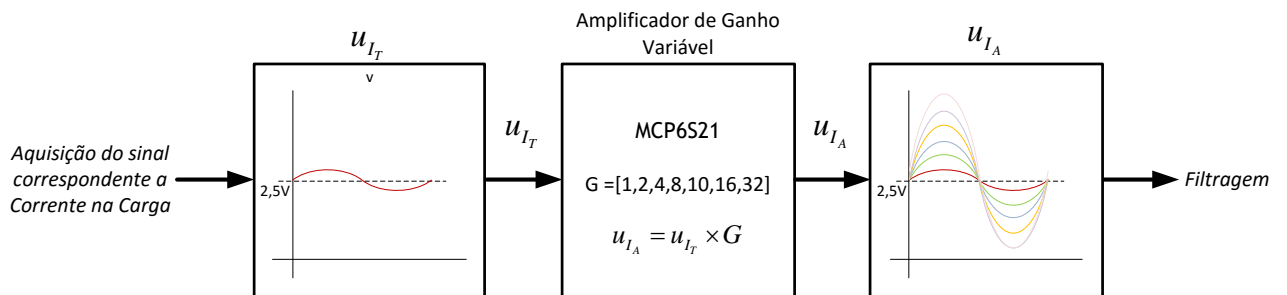 Amplificador de Ganho
Variável
u_{I_T}
u_{I_A}
v
MCP6S21
u_{I_T}
u_{I_A}
Aquisição do sinal
correspondente a
Corrente na Carga
2,5V
G =[1,2,4,8,10,16,32]
2,5V
Filtragem
u_{I_A} = u_{I_T} × G